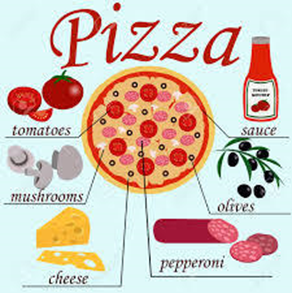 Pizza
tomatoes
sauce
mushrooms
olives
cheese
pepperoni